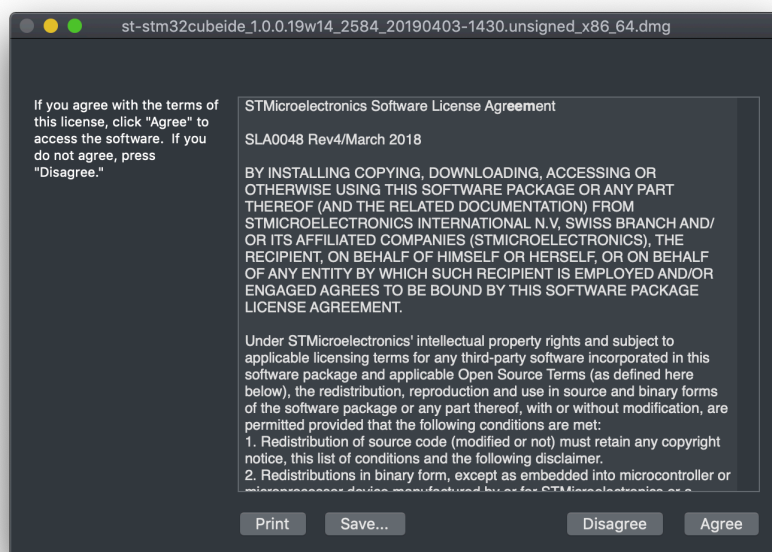 st-stm32cubeide_1.0.0.19w14_2584_20190403-1430.unsigned_x86_64.dmg
If you agree with the terms of
this license, click "Agree" to
access the software. If you
do not agree, press
"Disagree."
STMicroelectronics Software License Agreement
SLA0048 Rev4/March 2018
BY INSTALLING COPYING, DOWNLOADING, ACCESSING OR
OTHERWISE USING THIS SOFTWARE PACKAGE OR ANY PART
THEREOF (AND THE RELATED DOCUMENTATION) FROM
STMICROELECTRONICS INTERNATIONAL N.V, SWISS BRANCH AND/
OR ITS AFFILIATED COMPANIES (STMICROELECTRONICS), THE
RECIPIENT, ON BEHALF OF HIMSELF OR HERSELF, OR ON BEHALF
OF ANY ENTITY BY WHICH SUCH RECIPIENT IS EMPLOYED AND/OR
ENGAGED AGREES TO BE BOUND BY THIS SOFTWARE PACKAGE
LICENSE AGREEMENT.
Under STMicroelectronics' intellectual property rights and subject to
applicable licensing terms for any third-party software incorporated in this
software package and applicable Open Source Terms (as defined here
below), the redistribution, reproduction and use in source and binary forms
of the software package or any part thereof, with or without modification, are
permitted provided that the following conditions are met:
1. Redistribution of source code (modified or not) must retain any copyright
notice, this list of conditions and the following disclaimer.
2. Redistributions in binary form, except as embedded into microcontroller or
microprocessor device manufactured by or for STMicroelectronics or a
Print
Save...
Disagree
Agree